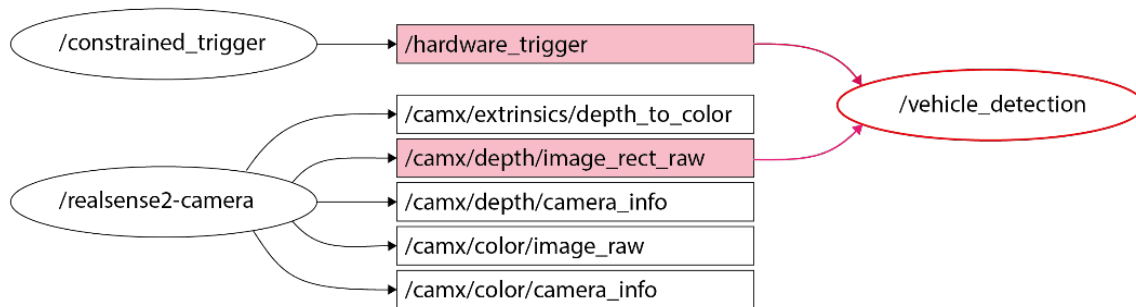 /constrained_trigger
/hardware_trigger
/vehicle_detection
/camx/extrinsics/depth_to_color
/camx/depth/image_rect_raw
/realsense2-camera
/camx/depth/camera_info
/camx/color/image_raw
/camx/color/camera_info